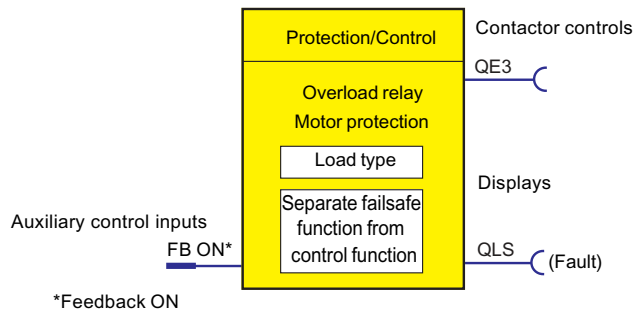 Protection/Control
Contactor controls
QE3
Overload relay
Motor protection
Load type
Displays
Separate failsafe
function from
control function
Auxiliary control inputs
FB ON*
QLS
(Fault)
*Feedback ON